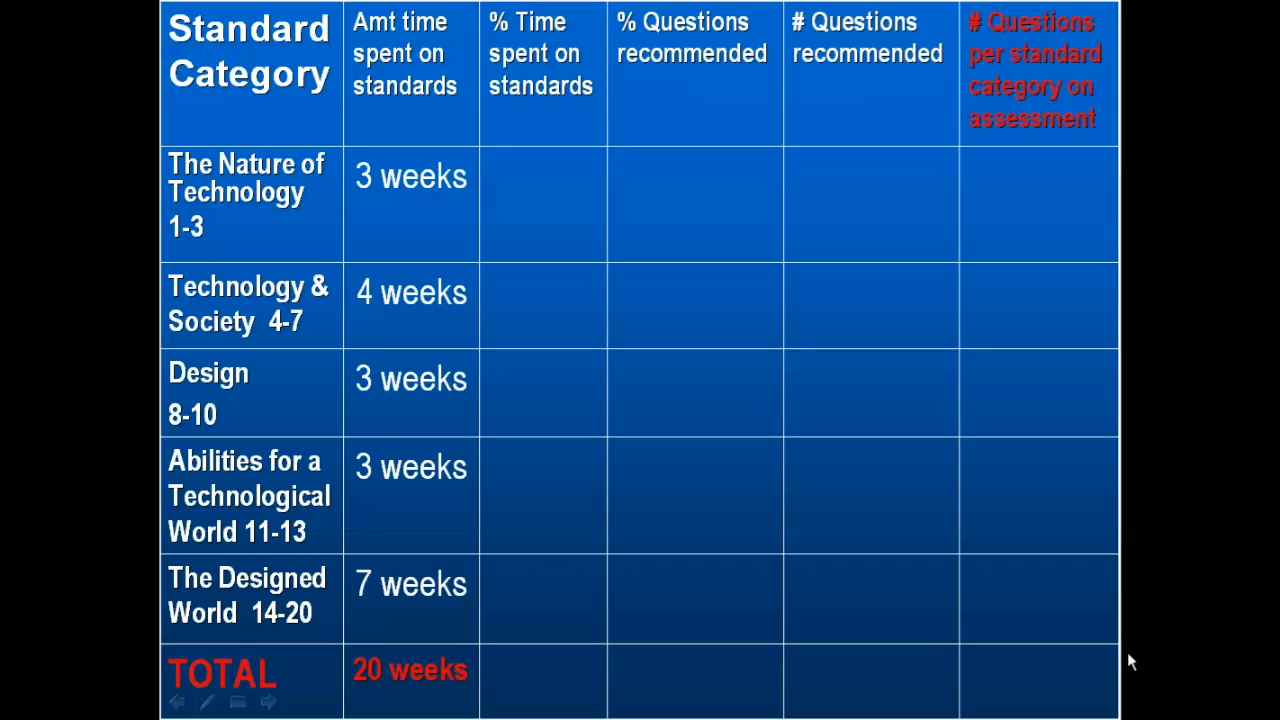 Standard
Category
Amt time
spent on
standards
% Time
spent on
standards
% Questions
recommended
# Questions
recommended
# Questions
per standard
category on
assessment
The Nature of
Technology
1-3
3 weeks
Technology &
Society 4-7
4 weeks
Design
8-10
3 weeks
Abilities for a
Technological
World 11-13
3 weeks
The Designed
World 14-20
7 weeks
TOTAL
20 weeks